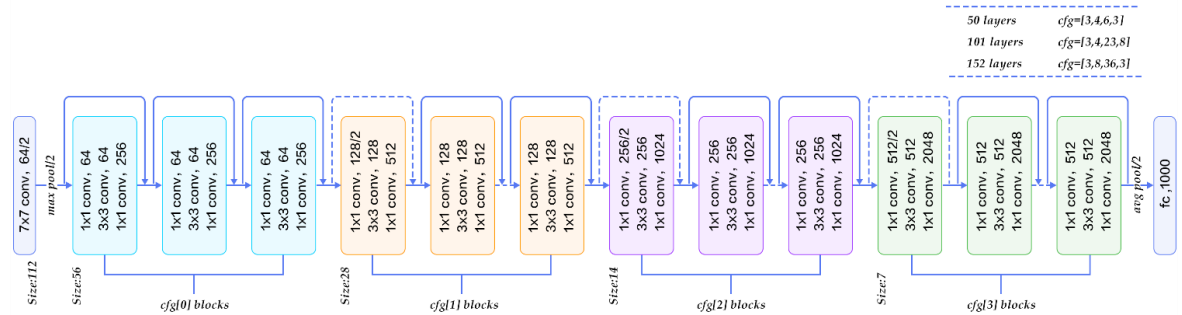 50 layers cfg=[3,4,6,3]
101 layers cfg=[3,4,23,8]
152 layers cfg=[3,8,36,3]
7x7 conv, 64/2
max pool/2
1x1 conv, 64
3x3 conv, 64
1x1 conv, 256
1x1 conv, 64
3x3 conv, 64
1x1 conv, 256
1x1 conv, 64
3x3 conv, 64
1x1 conv, 256
1x1 conv, 128/2
3x3 conv, 128
1x1 conv, 512
1x1 conv, 128
3x3 conv, 128
1x1 conv, 512
1x1 conv, 128
3x3 conv, 128
1x1 conv, 512
1x1 conv, 256/2
3x3 conv, 256
1x1 conv, 1024
1x1 conv, 256
3x3 conv, 256
1x1 conv, 1024
1x1 conv, 256
3x3 conv, 256
1x1 conv, 1024
1x1 conv, 512/2
3x3 conv, 512
1x1 conv, 2048
1x1 conv, 512
3x3 conv, 512
1x1 conv, 2048
1x1 conv, 512
3x3 conv, 512
1x1 conv, 2048
avg pool/2
fc ,1000
Size:112
Size:56
Size:28
Size:14
Size:7
cfg[0] blocks
cfg[1] blocks
cfg[2] blocks
cfg[3] blocks